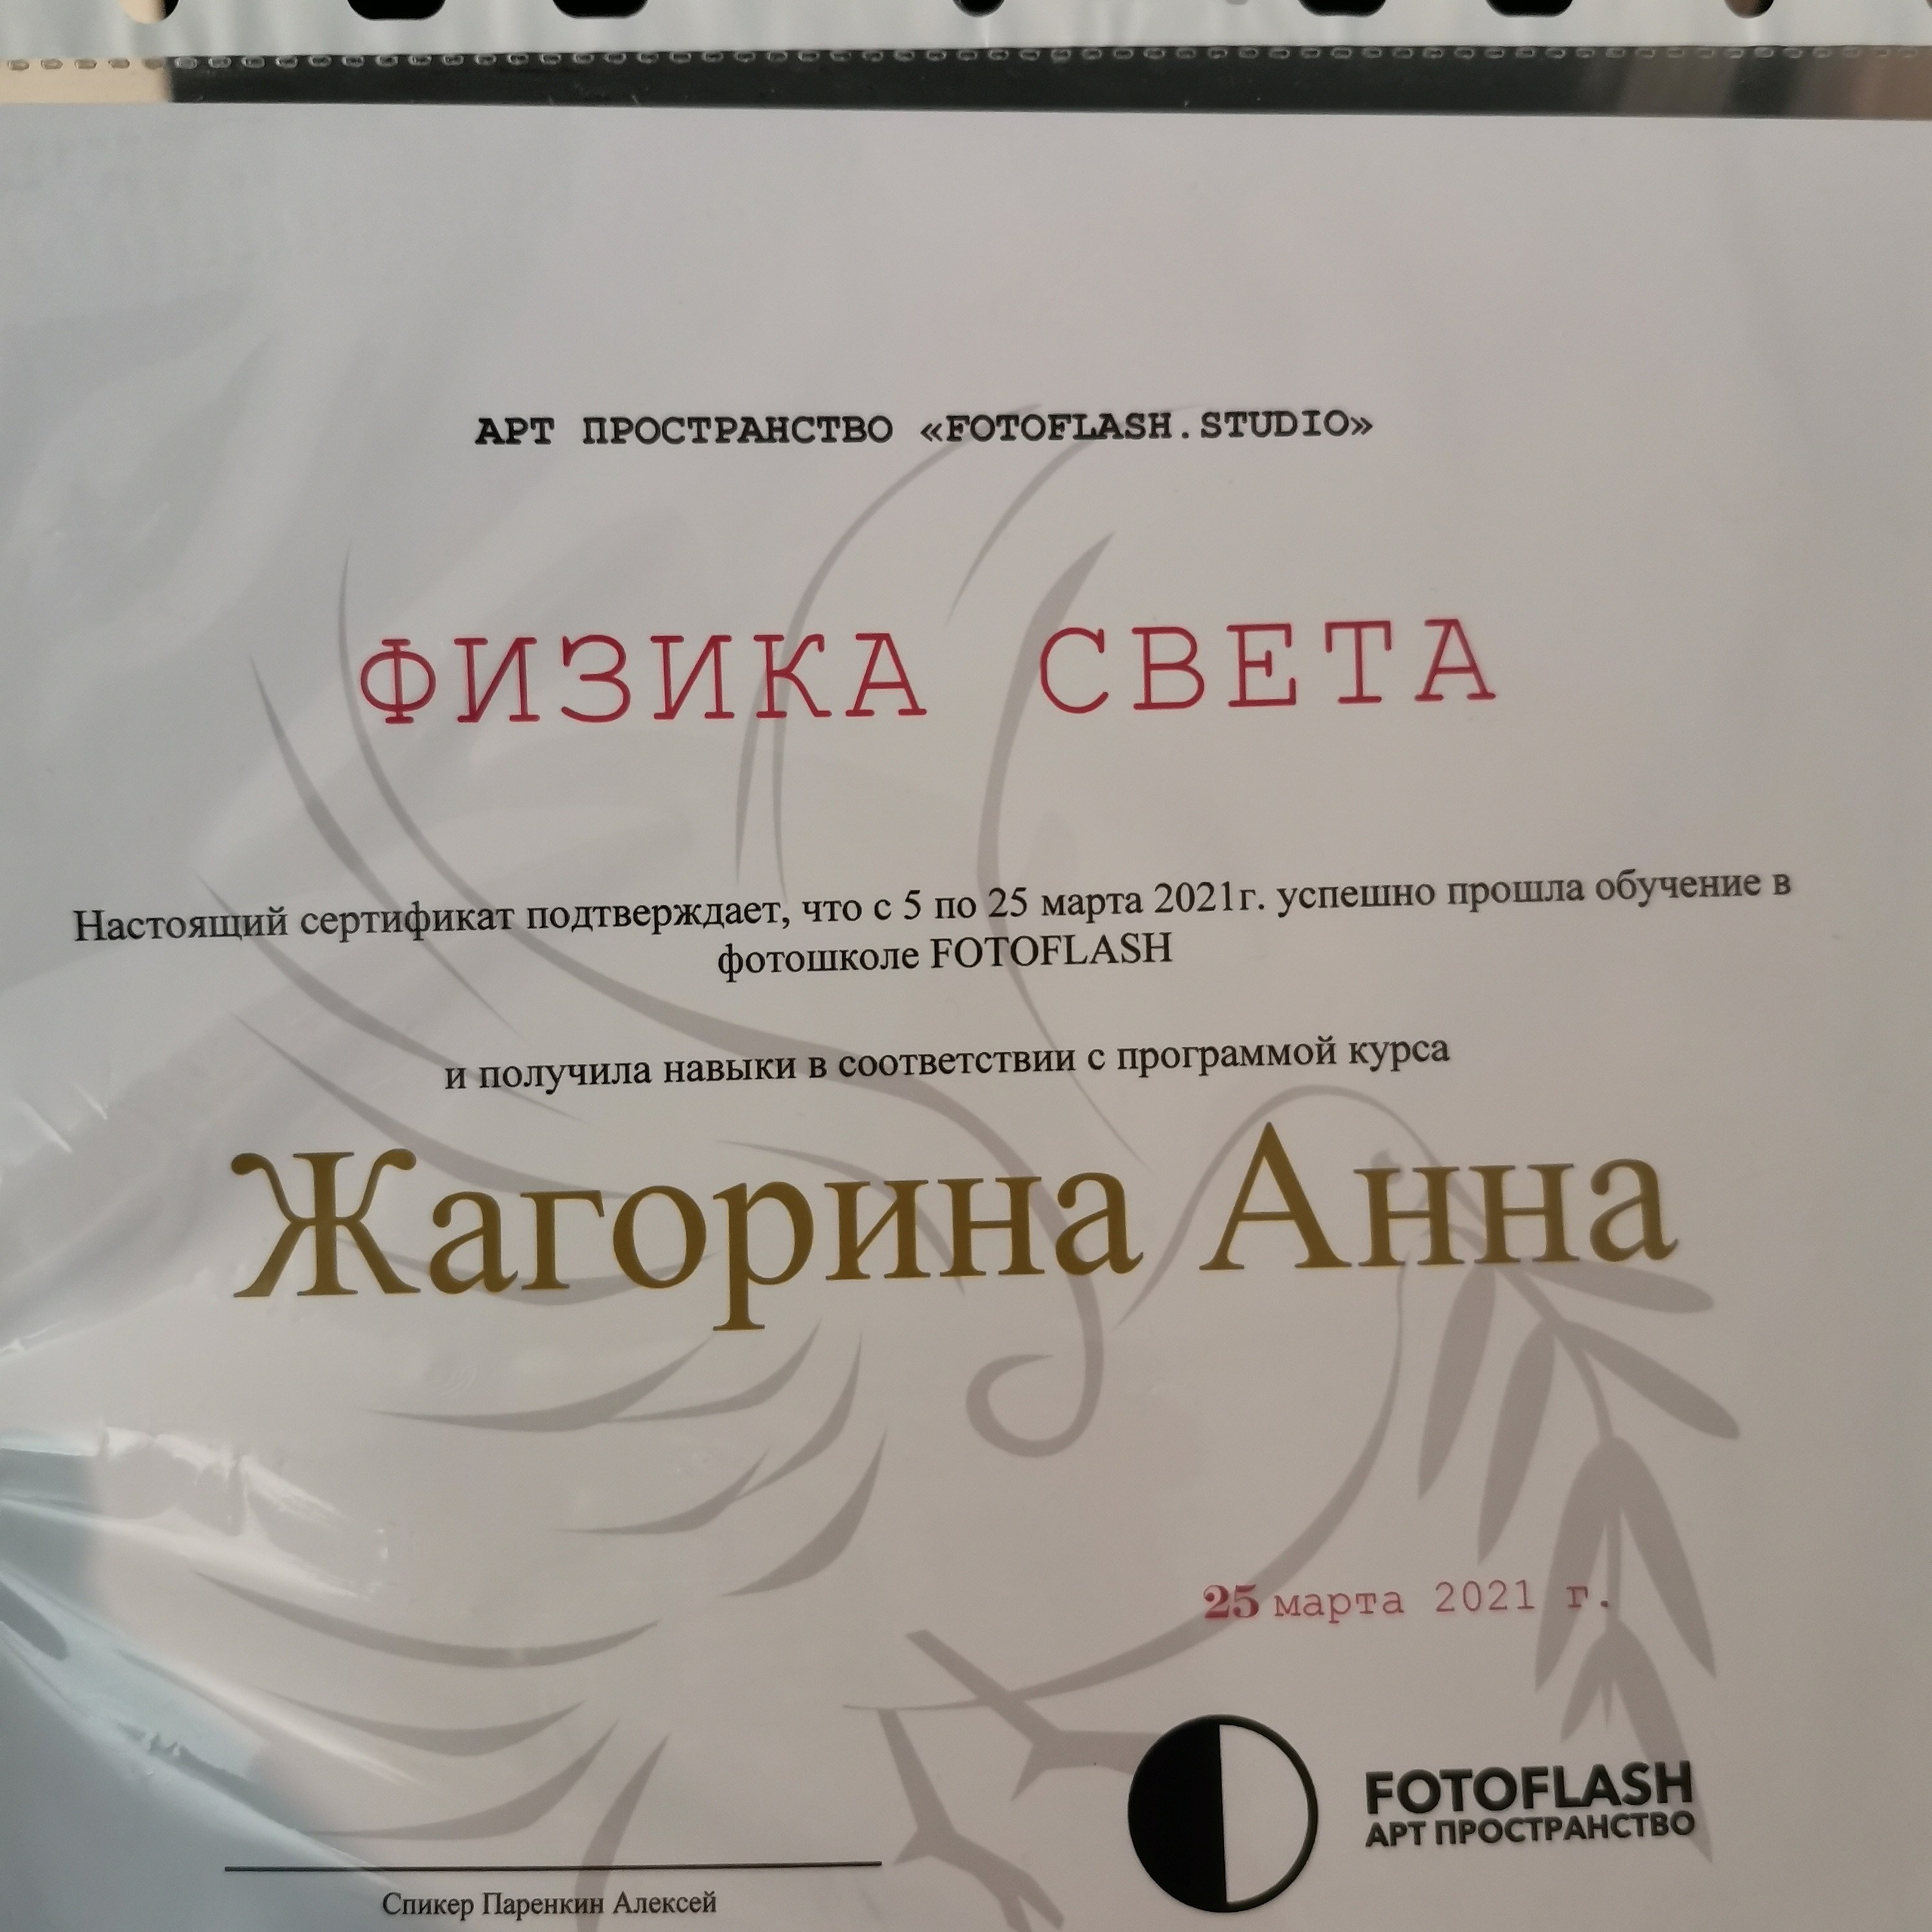 АРТ ПРОСТРАНСТВО «FOTOFLASH.STUDIO»
ФИЗИКА СВЕТА
Настоящий сертификат подтверждает, что с 5 по 25 марта 2021г. успешно прошла обучение в
фотошколе FOTOFLASH
и получила навыки в соответствии с программой курса
Жагорина Анна
25 марта 2021 г.
FOTOFLASH
АРТ ПРОСТРАНСТВО
Спикер Паренкин Алексей